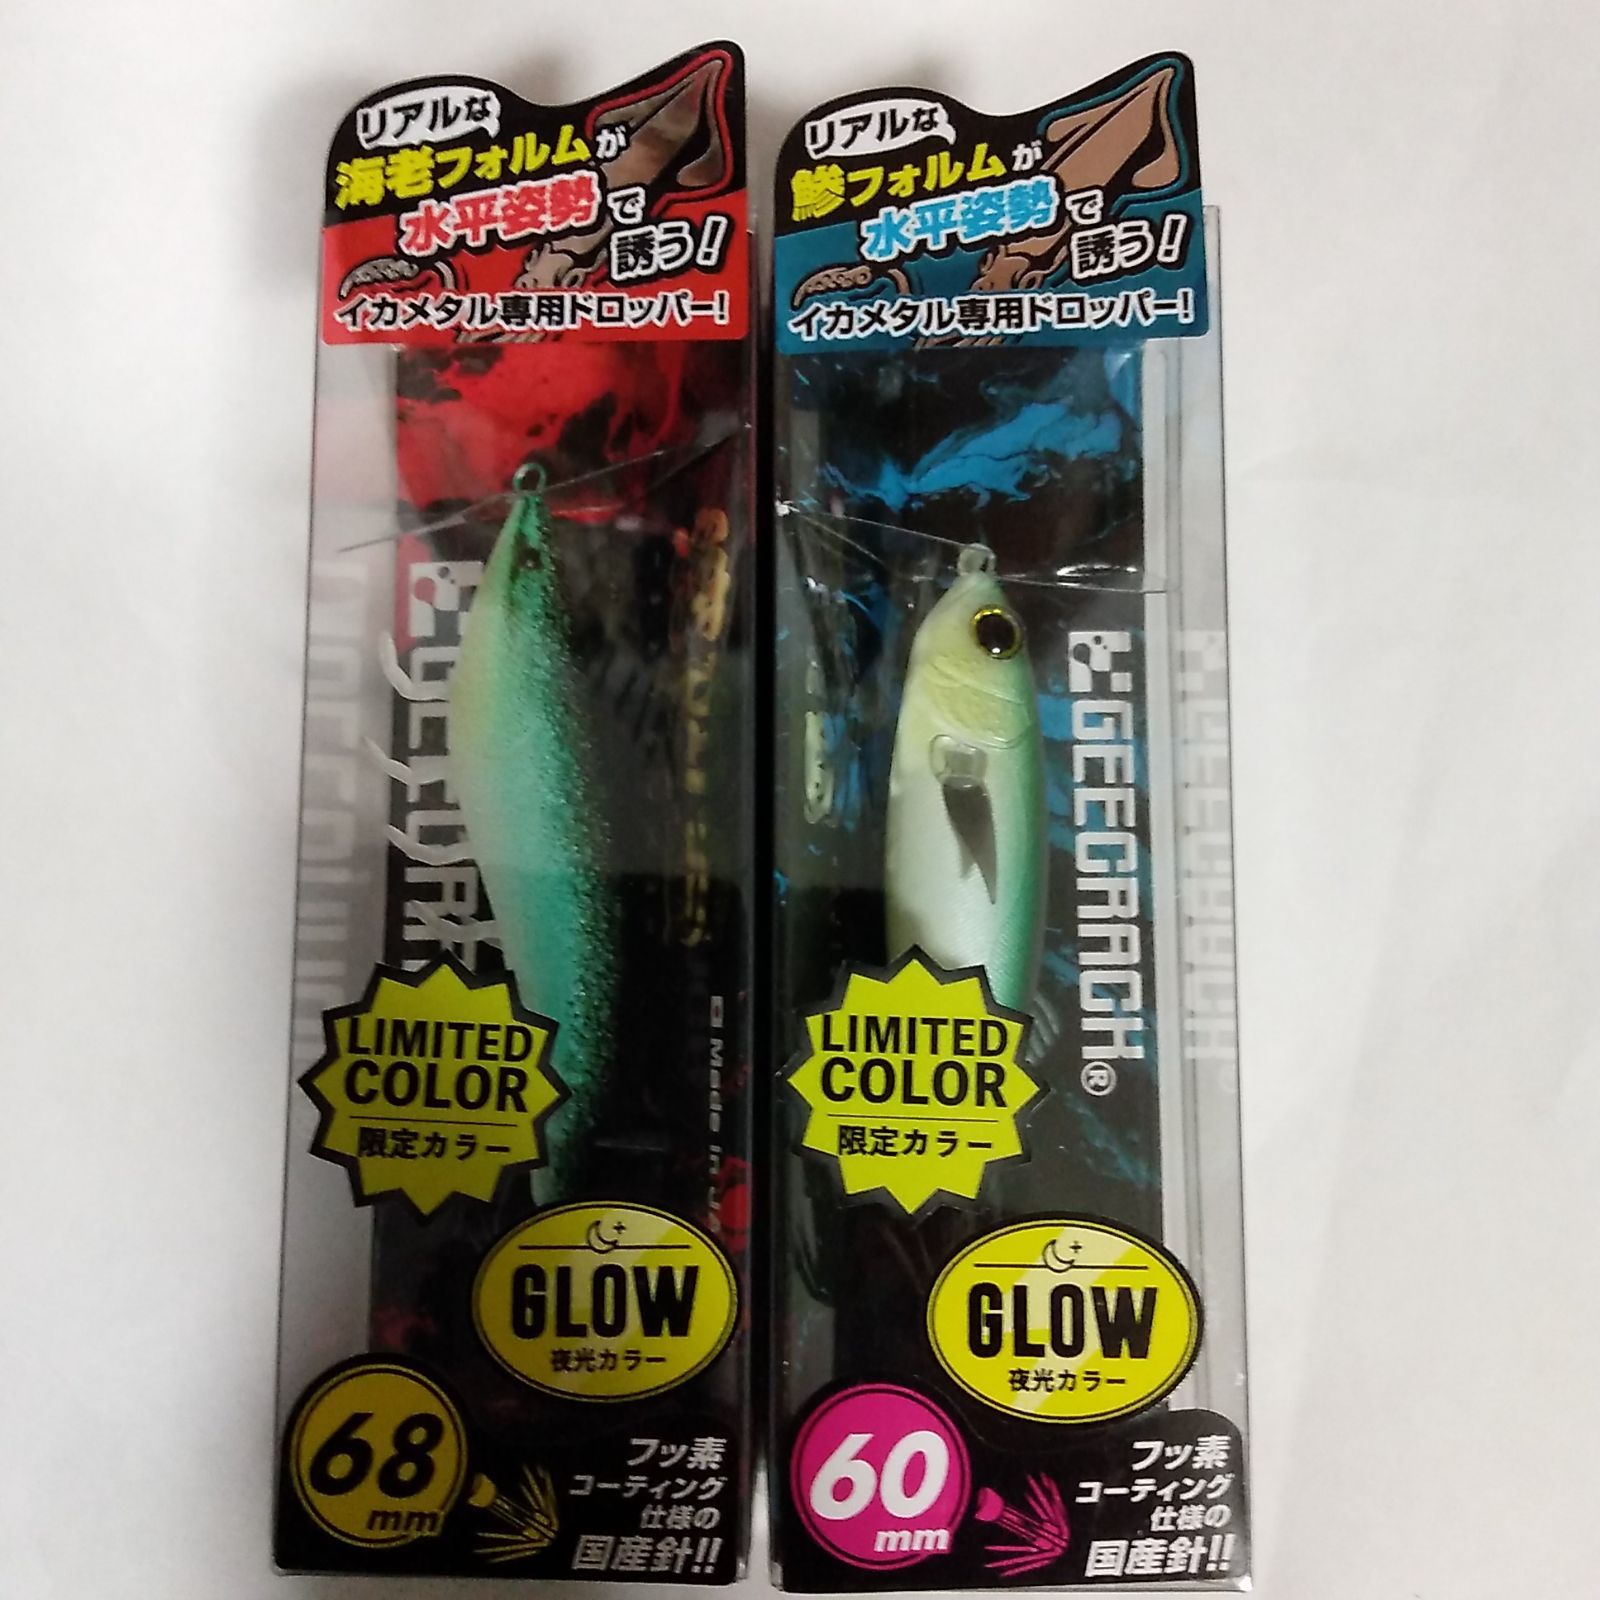 リアルな
海老フォルムが
水平姿勢で
誘う!
イカメタル専用ドロッパー!
LIMITED
COLOR
限定カラー
GLOW
夜光カラー
68
mm
フッ素
コーティング
仕様の
国産針!!
リアルな
鯵フォルムが
水平姿勢で
誘う!
イカメタル専用ドロッパー!
GEECRACK®
LIMITED
COLOR
限定カラー
GLOW
夜光カラー
60
mm
フッ素
コーティング
仕様の
国産針!!